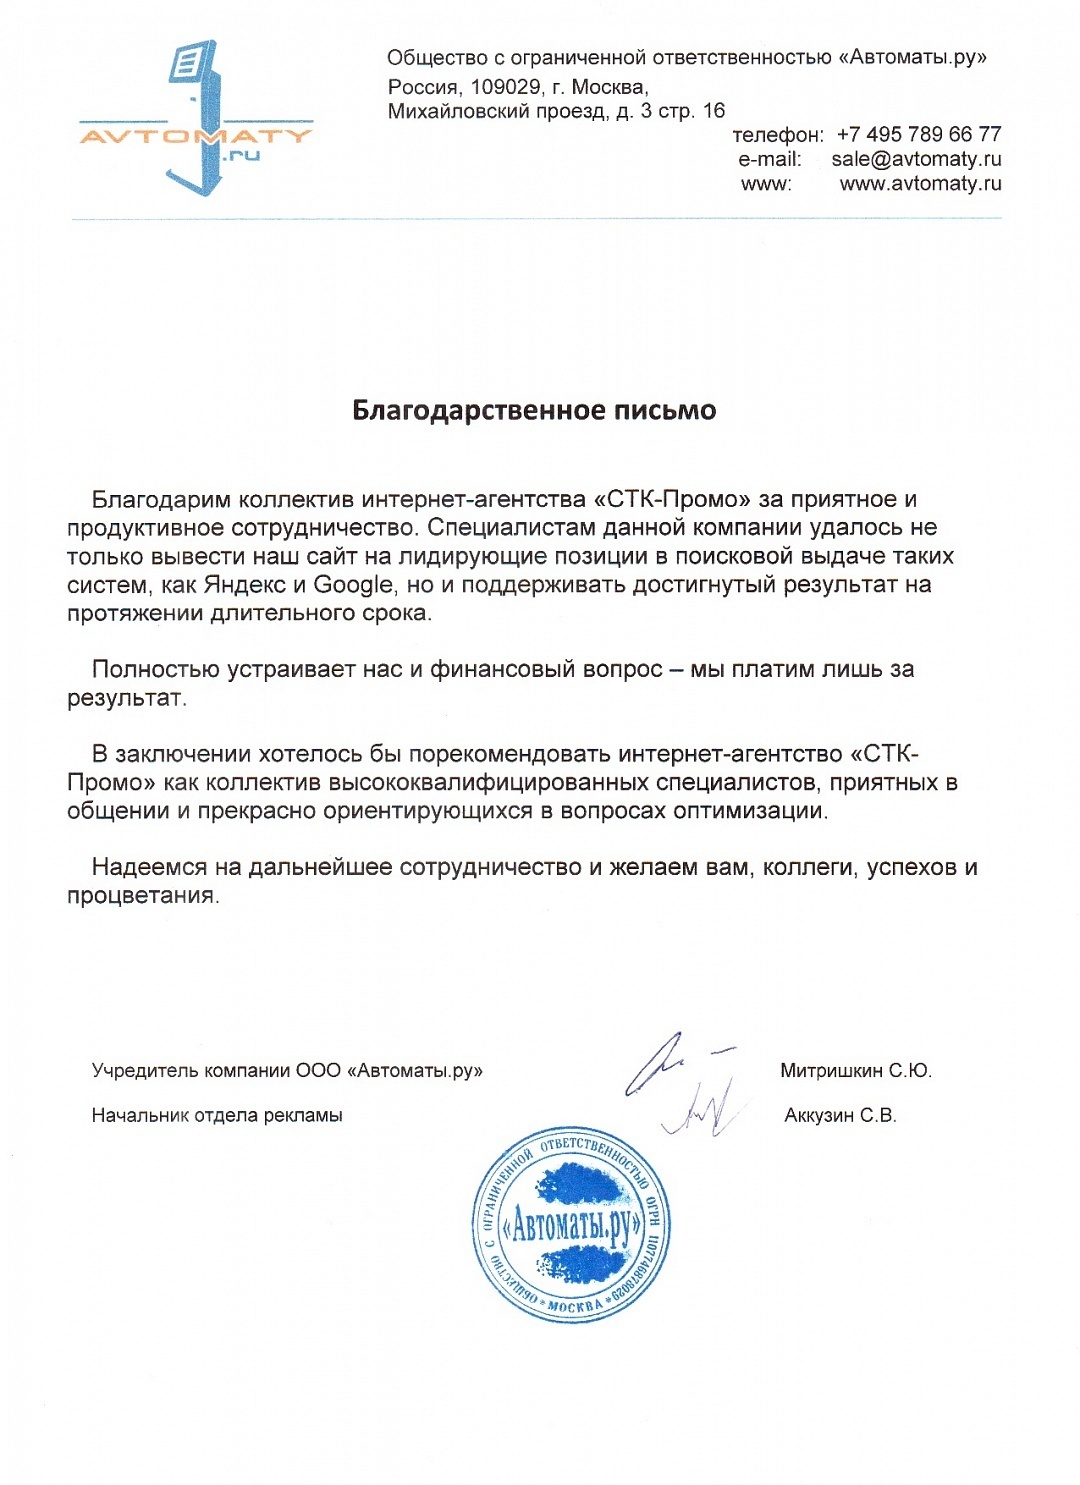 AVTOMATY
.ru
Общество с ограниченной ответственностью «Автоматы.ру»
Россия, 109029, г. Москва,
Михайловский проезд, д. 3 стр. 16
телефон: +7 495 789 66 77
e-mail: sale@avtomaty.ru
www: www.avtomaty.ru
Благодарственное письмо
Благодарим коллектив интернет-агентства «СТК-Промо» за приятное и
продуктивное сотрудничество. Специалистам данной компании удалось не
только вывести наш сайт на лидирующие позиции в поисковой выдаче таких
систем, как Яндекс и Google, но и поддерживать достигнутый результат на
протяжении длительного срока.
Полностью устраивает нас и финансовый вопрос – мы платим лишь за
результат.
В заключении хотелось бы порекомендовать интернет-агентство «СТК-
Промо» как коллектив высококвалифицированных специалистов, приятных в
общении и прекрасно ориентирующихся в вопросах оптимизации.
Надеемся на дальнейшее сотрудничество и желаем вам, коллеги, успехов и
процветания.
Учредитель компании ООО «Автоматы.ру» Митришкин С.Ю.
Начальник отдела рекламы Аккузин С.В.
ОБЩЕСТВО С ОГРАНИЧЕННОЙ ОТВЕТСТВЕННОСТЬЮ ОГРН 1107746878029
«Автоматы.ру»
* МОСКВА *